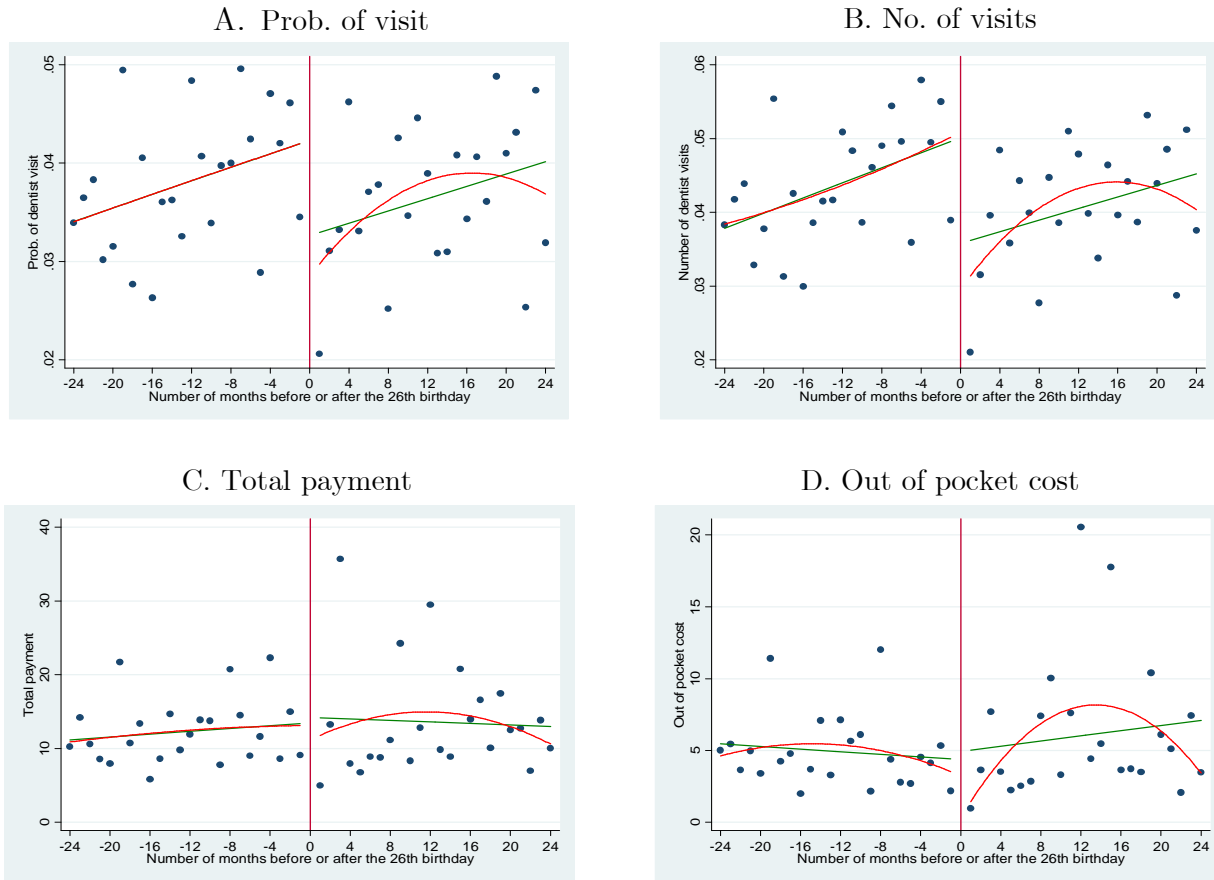 A. Prob. of visit
.05
.04
.03
.02
Prob. of dentist visit
-24 -20 -16 -12 -8 -4 0 4 8 12 16 20 24
Number of months before or after the 26th birthday
B. No. of visits
.06
.05
.04
.03
.02
Number of dentist visits
-24 -20 -16 -12 -8 -4 0 4 8 12 16 20 24
Number of months before or after the 26th birthday
C. Total payment
40
30
20
10
0
Total payment
-24 -20 -16 -12 -8 -4 0 4 8 12 16 20 24
Number of months before or after the 26th birthday
D. Out of pocket cost
20
15
10
5
0
Out of pocket cost
-24 -20 -16 -12 -8 -4 0 4 8 12 16 20 24
Number of months before or after the 26th birthday